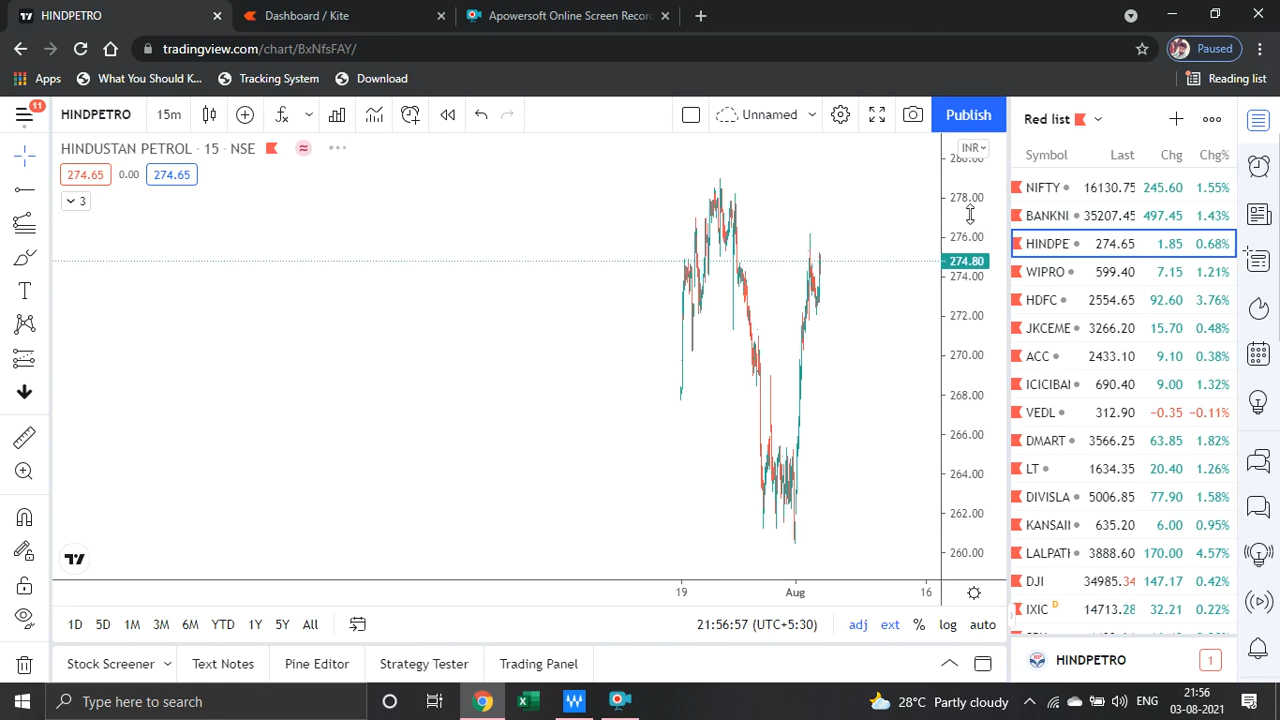 HINDPETRO
Dashboard / Kite
Apowersoft Online Screen Recor
tradingview.com/chart/BxNfsFAY/
Paused
Apps
What You Should K...
Tracking System
Download
Reading list
11
HINDPETRO
15m
Unnamed
Publish
Red list
HINDUSTAN PETROL · 15 · NSE
INR
Symbol Last Chg Chg%
274.65 0.00 274.65
3
280.00
278.00
276.00
274.80
274.00
272.00
270.00
268.00
266.00
264.00
262.00
260.00
NIFTY 16130.75 245.60 1.55%
BANKNI 35207.45 497.45 1.43%
HINDPE 274.65 1.85 0.68%
WIPRO 599.40 7.15 1.21%
HDFC 2554.65 92.60 3.76%
JKCEME 3266.20 15.70 0.48%
ACC 2433.10 9.10 0.38%
ICICIBAI 690.40 9.00 1.32%
VEDL 312.90 −0.35 −0.11%
DMART 3566.25 63.85 1.82%
LT 1634.35 20.40 1.26%
DIVISLA 5006.85 77.90 1.58%
KANSAII 635.20 6.00 0.95%
LALPATH 3888.60 170.00 4.57%
DJI 34985.34 147.17 0.42%
IXIC D 14713.28 32.21 0.22%
19 Aug 16
1D 5D 1M 3M 6M YTD 1Y 5Y All
21:56:57 (UTC+5:30)
adj ext % log auto
Stock Screener
Text Notes
Pine Editor
Strategy Tester
Trading Panel
HINDPETRO 1
Type here to search
28°C Partly cloudy
ENG
21:56
03-08-2021